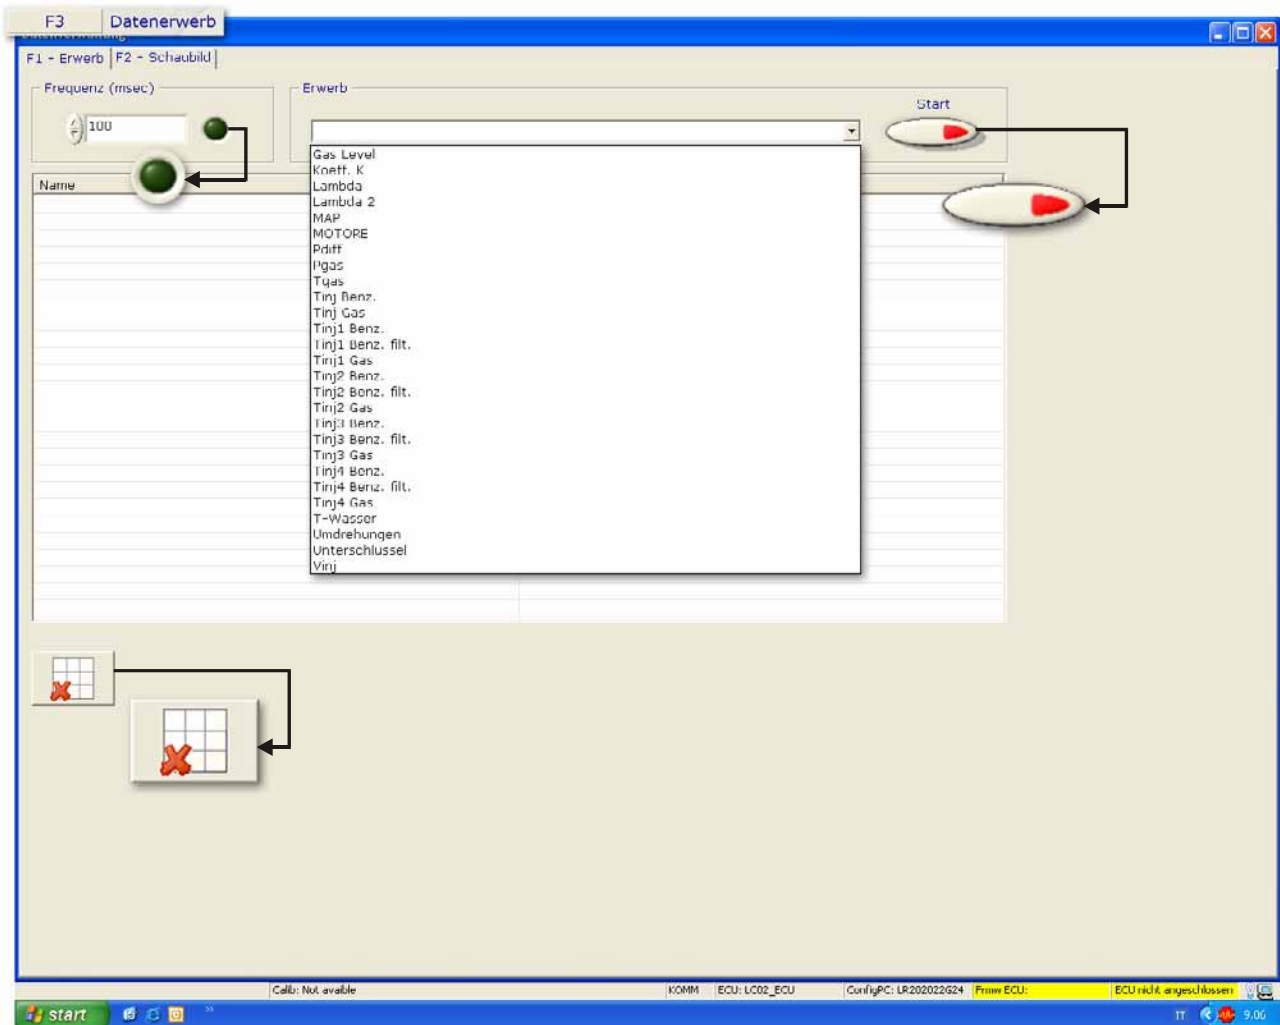 F3 Datenerwerb
F1 - Erwerb F2 - Schaubild
Frequenz (msec)
Erwerb
Start
100
Name
Gas Level
Koeff. K
Lambda
Lambda 2
MAP
MOTORE
Pdiff
Pgas
Tgas
Tinj Benz.
Tinj Gas
Tinj1 Benz.
Tinj1 Benz. filt.
Tinj1 Gas
Tinj2 Benz.
Tinj2 Benz. filt.
Tinj2 Gas
Tinj3 Benz.
Tinj3 Benz. filt.
Tinj3 Gas
Tinj4 Benz.
Tinj4 Benz. filt.
Tinj4 Gas
T-Wasser
Umdrehungen
Unterschlussel
Vinj
Calib: Not avaible KOMM ECU: LC02_ECU ConfigPC: LR202022G24 Frmw ECU: ECU nicht angeschlossen
start IT 9.06